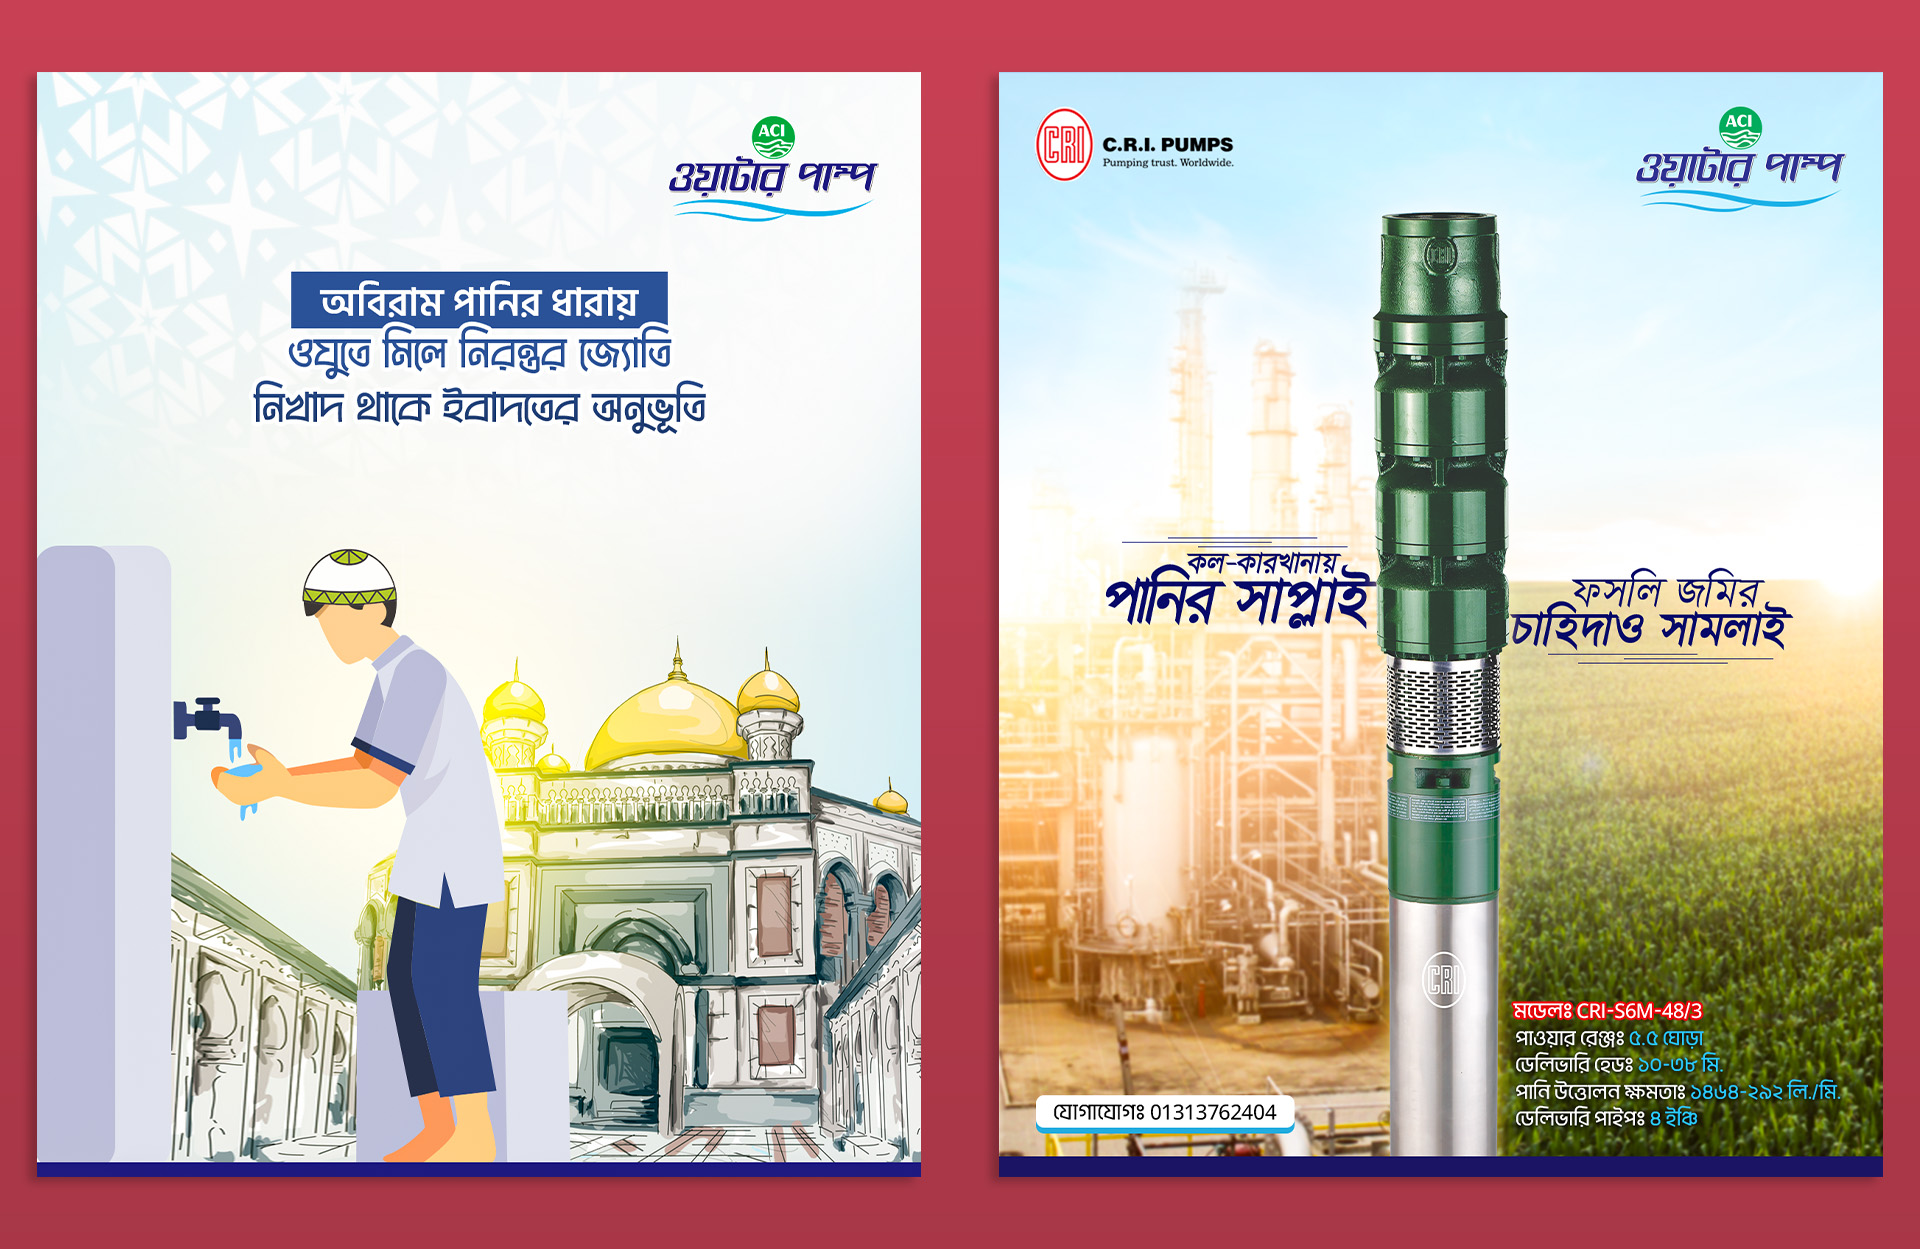 ACI
ওয়াটার পাম্প
অবিরাম পানির ধারায়
ওযুতে মিলে নিরন্তর জ্যোতি
নিখাদ থাকে ইবাদতের অনুভূতি
CRI
C.R.I. PUMPS
Pumping trust. Worldwide.
ACI
ওয়াটার পাম্প
CRI
কল-কারখানায়
পানির সাপ্লাই
ফসলি জমির
চাহিদাও সামলাই
CRI
মডেলঃ CRI-S6M-48/3
পাওয়ার রেঞ্জঃ ৫.৫ ঘোড়া
ডেলিভারি হেডঃ ১০-৩৮ মি.
পানি উত্তোলন ক্ষমতাঃ ১৪৬৪-২৯২ লি./মি.
ডেলিভারি পাইপঃ ৪ ইঞ্চি
যোগাযোগঃ 01313762404